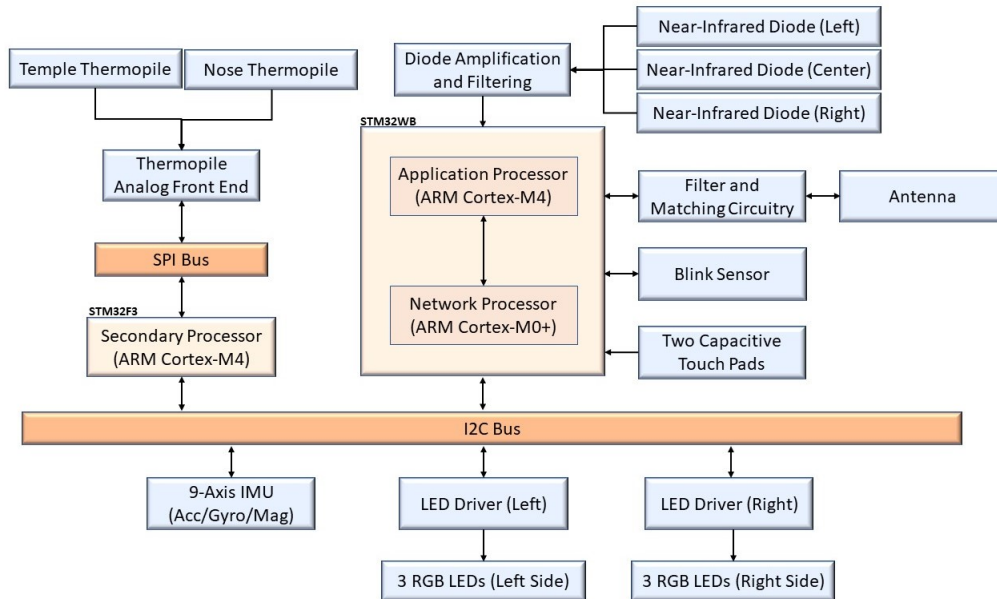 Near-Infrared Diode (Left)
Temple Thermopile
Nose Thermopile
Diode Amplification
and Filtering
Near-Infrared Diode (Center)
Near-Infrared Diode (Right)
STM32WB
Thermopile
Analog Front End
Application Processor
(ARM Cortex-M4)
Filter and
Matching Circuitry
Antenna
SPI Bus
Blink Sensor
STM32F3
Secondary Processor
(ARM Cortex-M4)
Network Processor
(ARM Cortex-M0+)
Two Capacitive
Touch Pads
I2C Bus
9-Axis IMU
(Acc/Gyro/Mag)
LED Driver (Left)
LED Driver (Right)
3 RGB LEDs (Left Side)
3 RGB LEDs (Right Side)